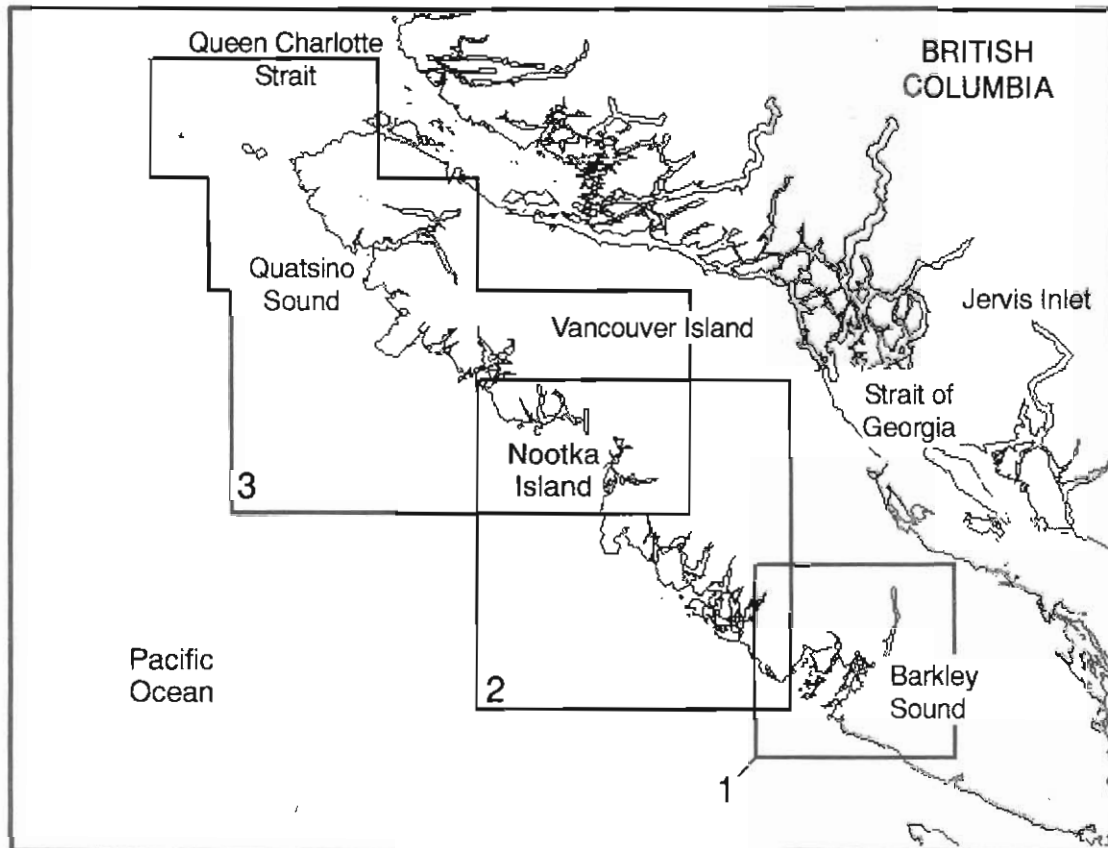 Queen Charlotte
Strait
BRITISH
COLUMBIA
Quatsino
Sound
Vancouver Island
Jervis Inlet
Strait of
Georgia
Nootka
Island
3
Pacific
Ocean
2
Barkley
Sound
1